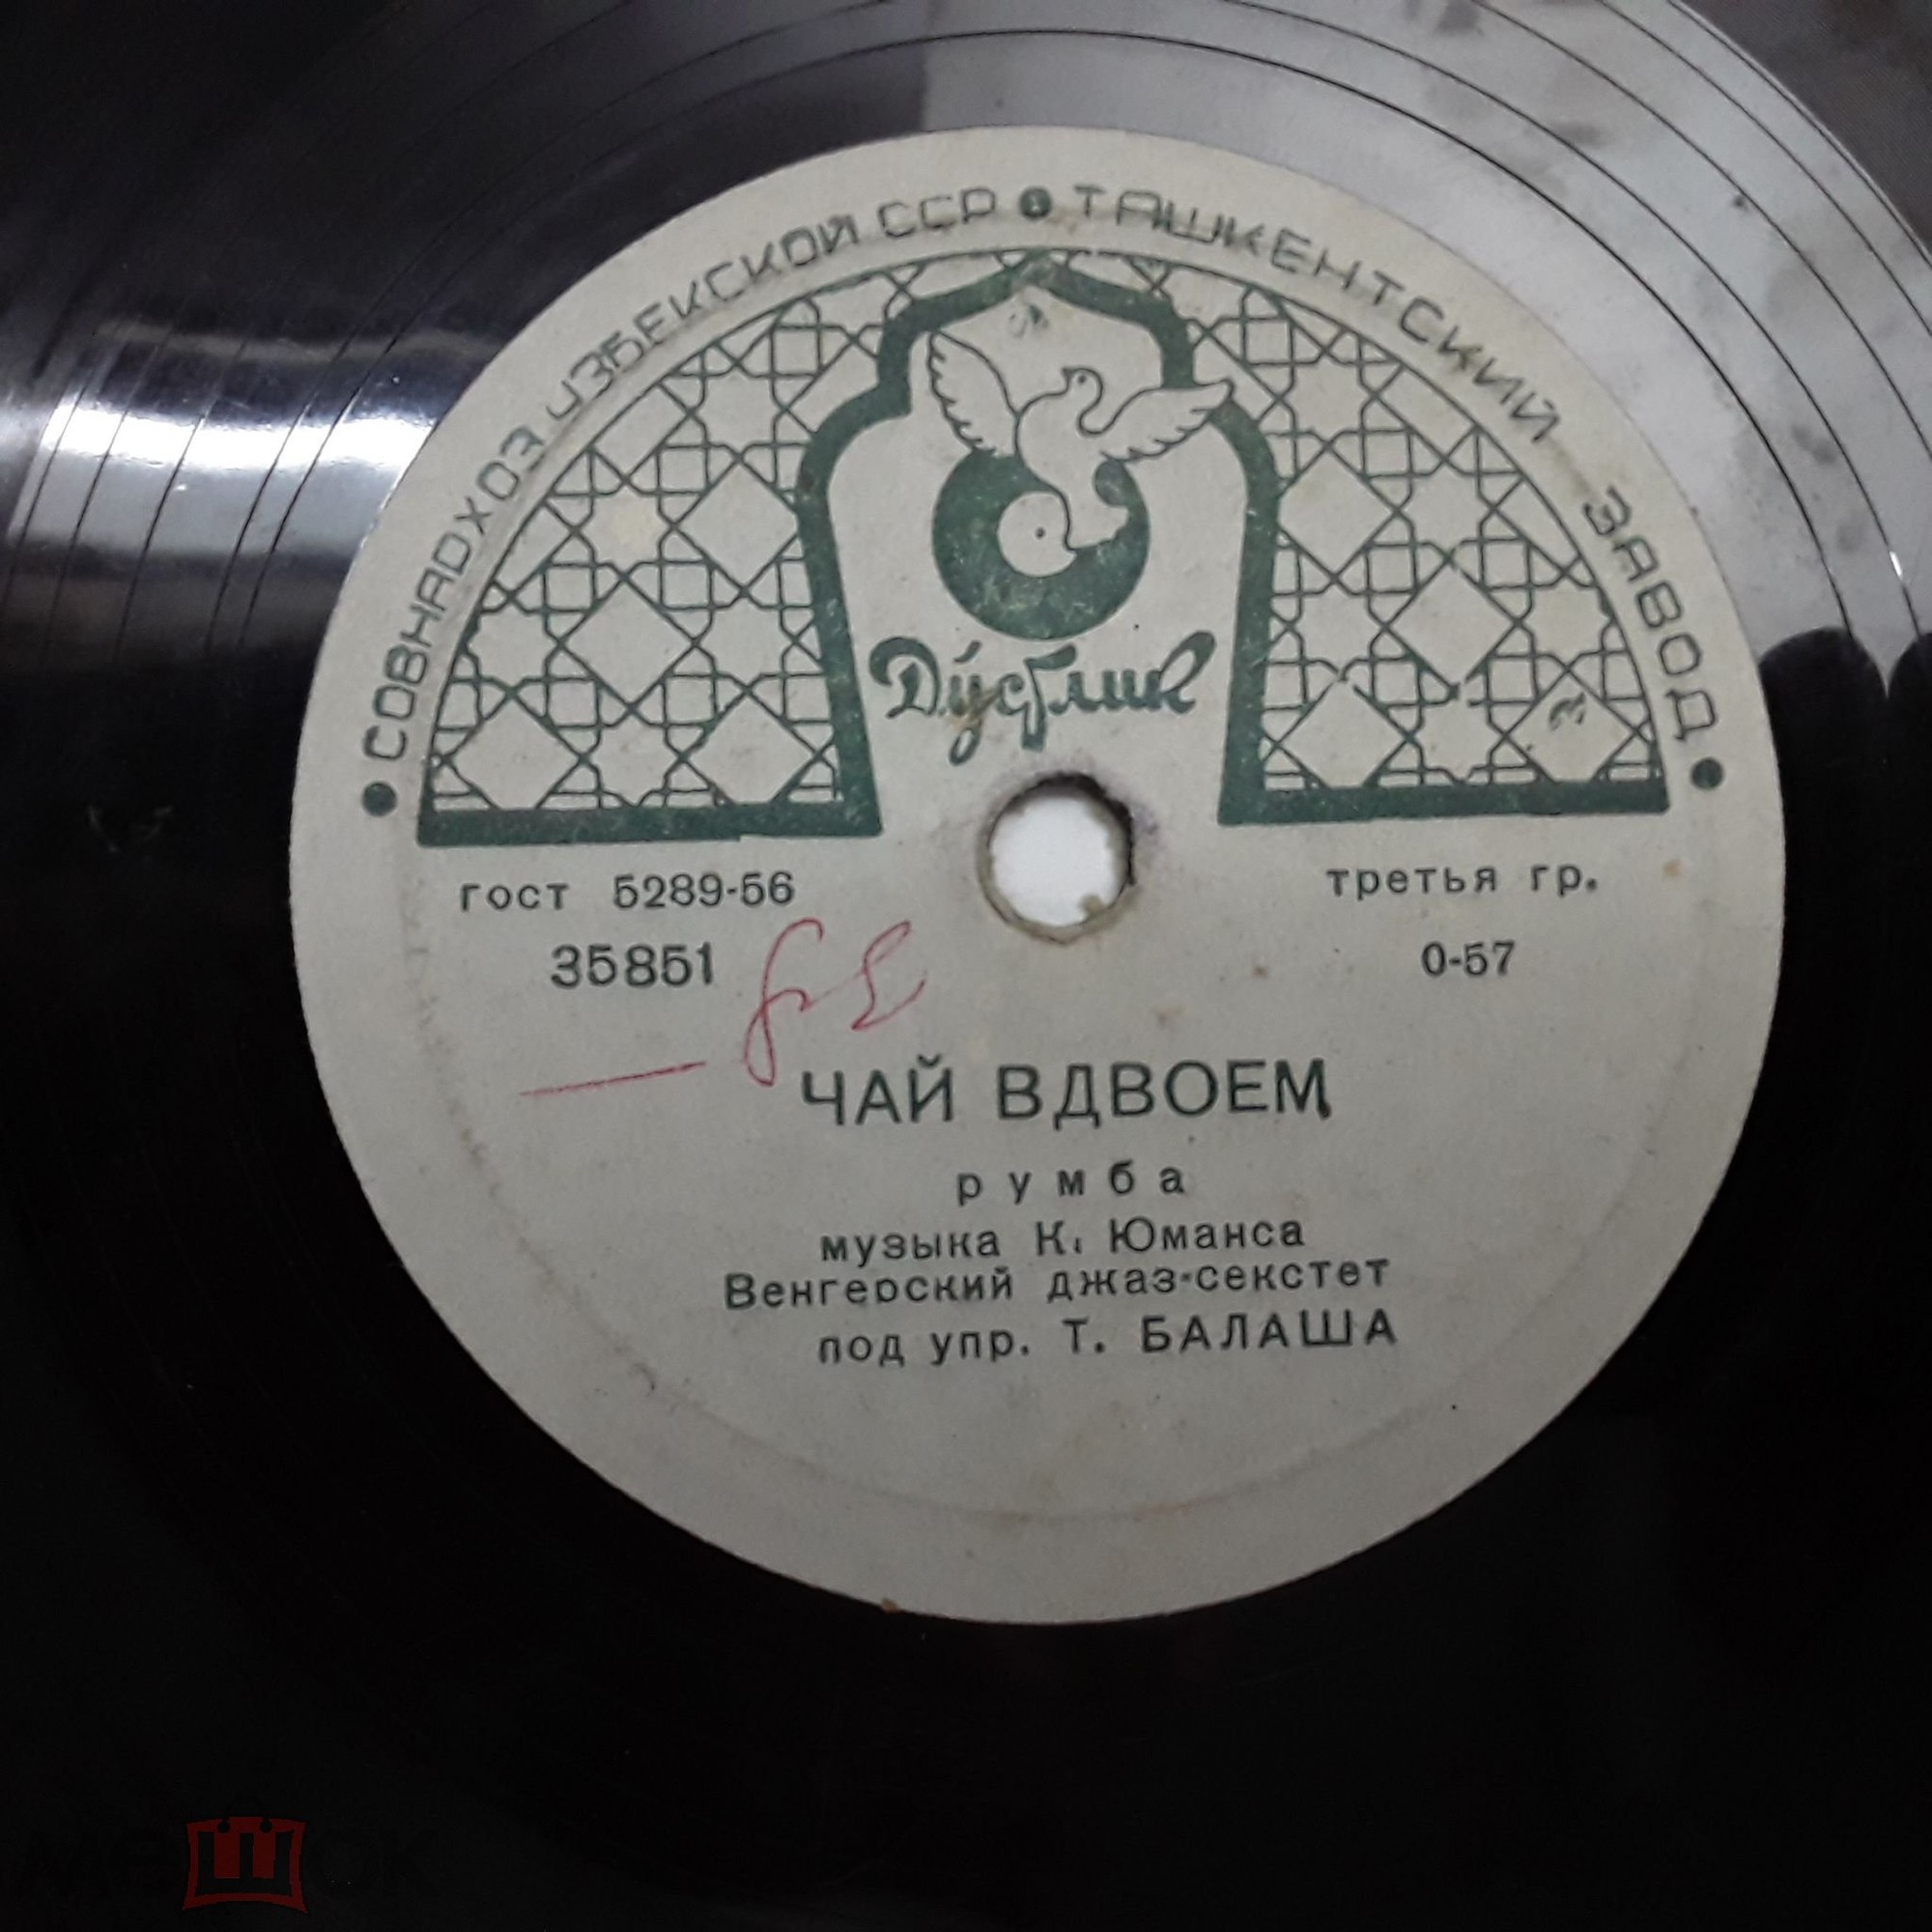 • СОВНАРХОЗ УЗБЕКСКОЙ ССР • ТАШКЕНТСКИЙ ЗАВОД •
Дўстлик
гост 5289-56
третья гр.
35851
0-57
ЧАЙ ВДВОЕМ
румба
музыка К. Юманса
Венгерский джаз-секстет
под упр. Т. БАЛАША
мешок